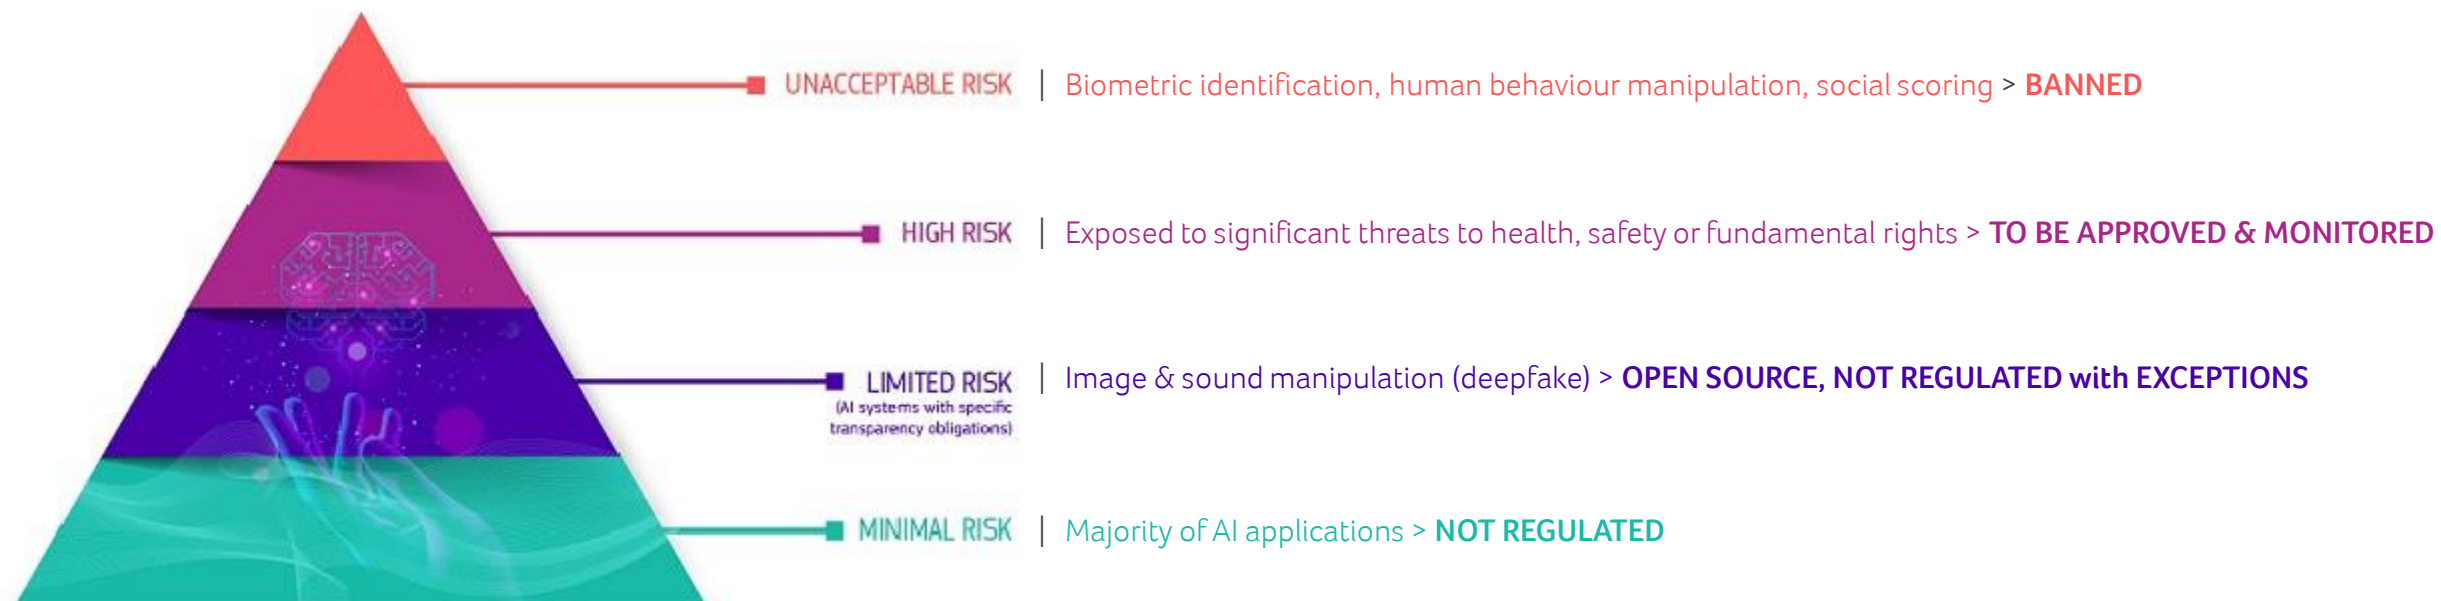 UNACCEPTABLE RISK | Biometric identification, human behaviour manipulation, social scoring > BANNED
HIGH RISK | Exposed to significant threats to health, safety or fundamental rights > TO BE APPROVED & MONITORED
LIMITED RISK | Image & sound manipulation (deepfake) > OPEN SOURCE, NOT REGULATED with EXCEPTIONS
(AI systems with specific
transparency obligations)
MINIMAL RISK | Majority of AI applications > NOT REGULATED